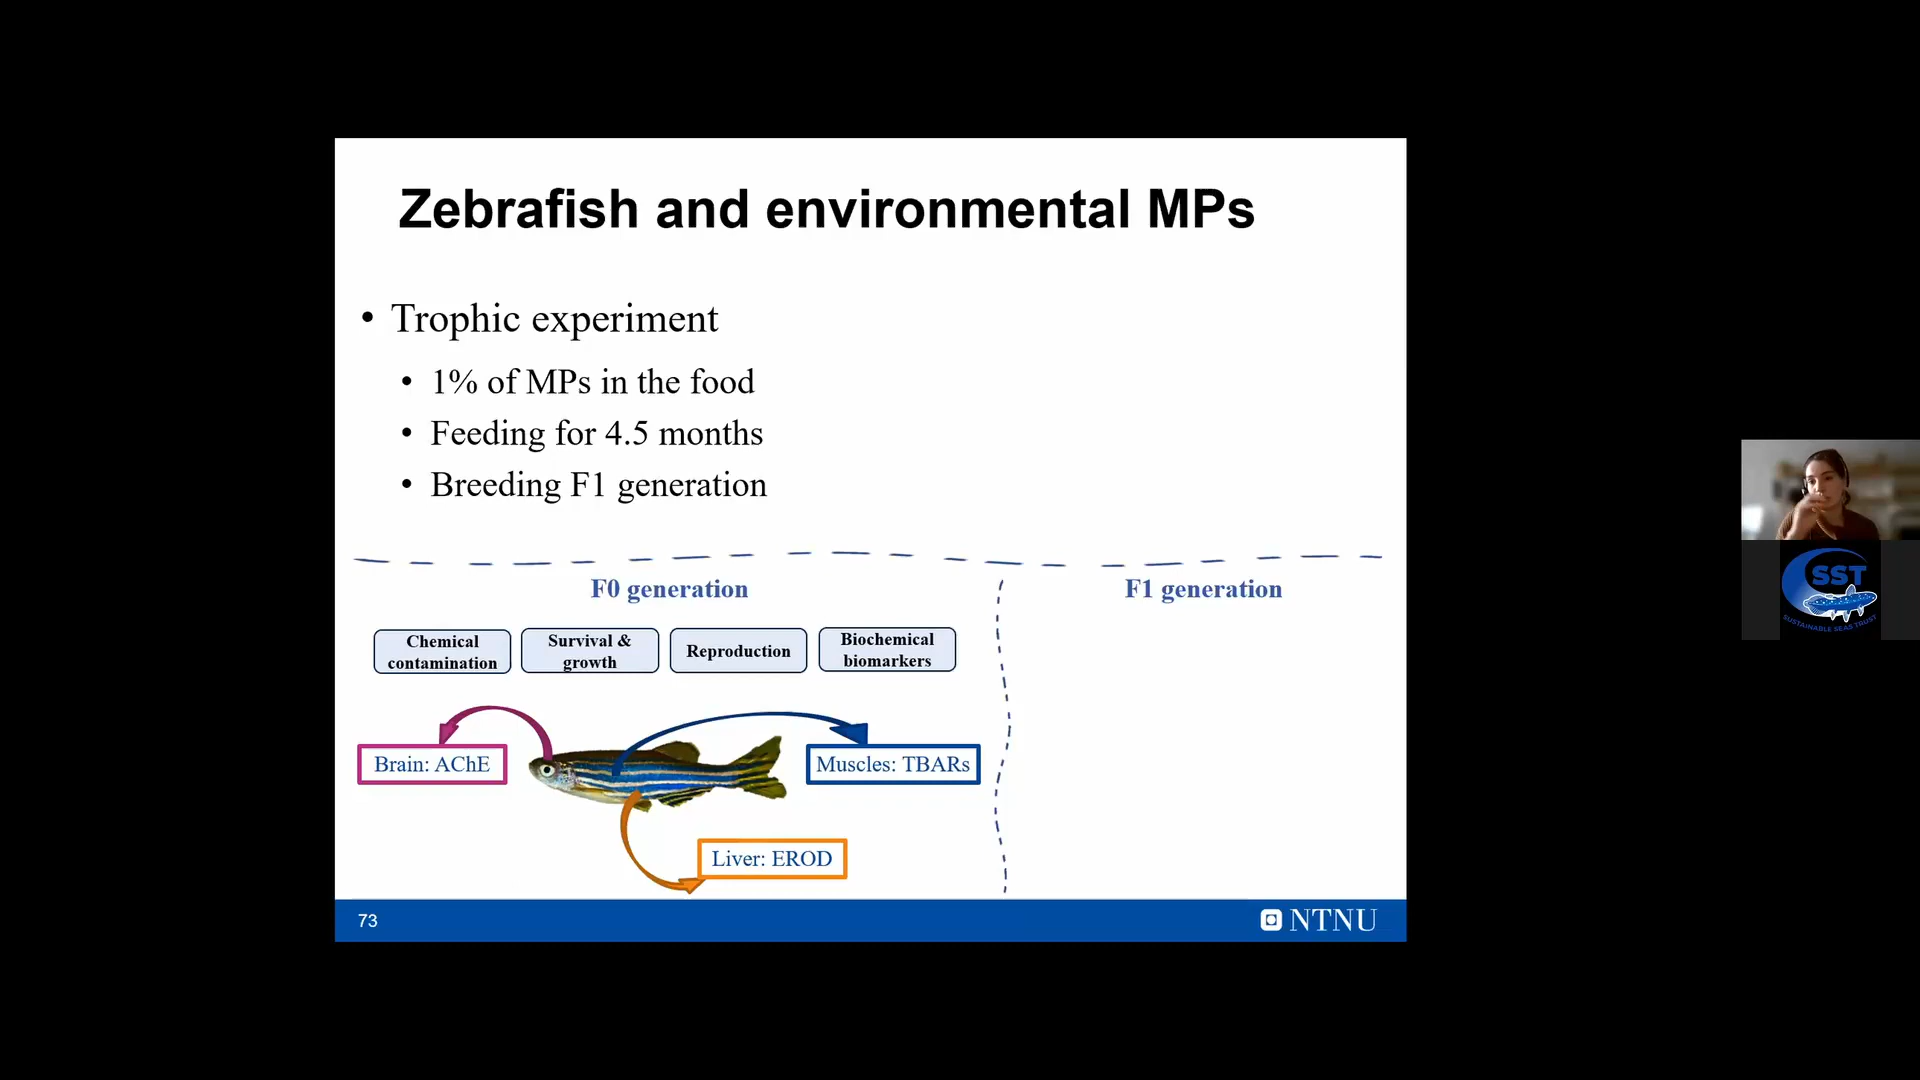 Zebrafish and environmental MPs
• Trophic experiment
• 1% of MPs in the food
• Feeding for 4.5 months
• Breeding F1 generation
F0 generation
F1 generation
Chemical
contamination
Survival &
growth
Reproduction
Biochemical
biomarkers
Brain: AChE
Muscles: TBARs
Liver: EROD
73
NTNU
SST
SUSTAINABLE SEAS TRUST